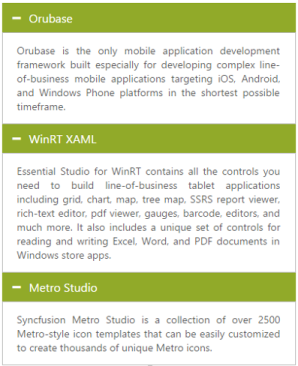 Orubase
Orubase is the only mobile application development
framework built especially for developing complex line-
of-business mobile applications targeting iOS, Android,
and Windows Phone platforms in the shortest possible
timeframe.
WinRT XAML
Essential Studio for WinRT contains all the controls you
need to build line-of-business tablet applications
including grid, chart, map, tree map, SSRS report viewer,
rich-text editor, pdf viewer, gauges, barcode, editors, and
much more. It also includes a unique set of controls for
reading and writing Excel, Word, and PDF documents in
Windows store apps.
Metro Studio
Syncfusion Metro Studio is a collection of over 2500
Metro-style icon templates that can be easily customized
to create thousands of unique Metro icons.